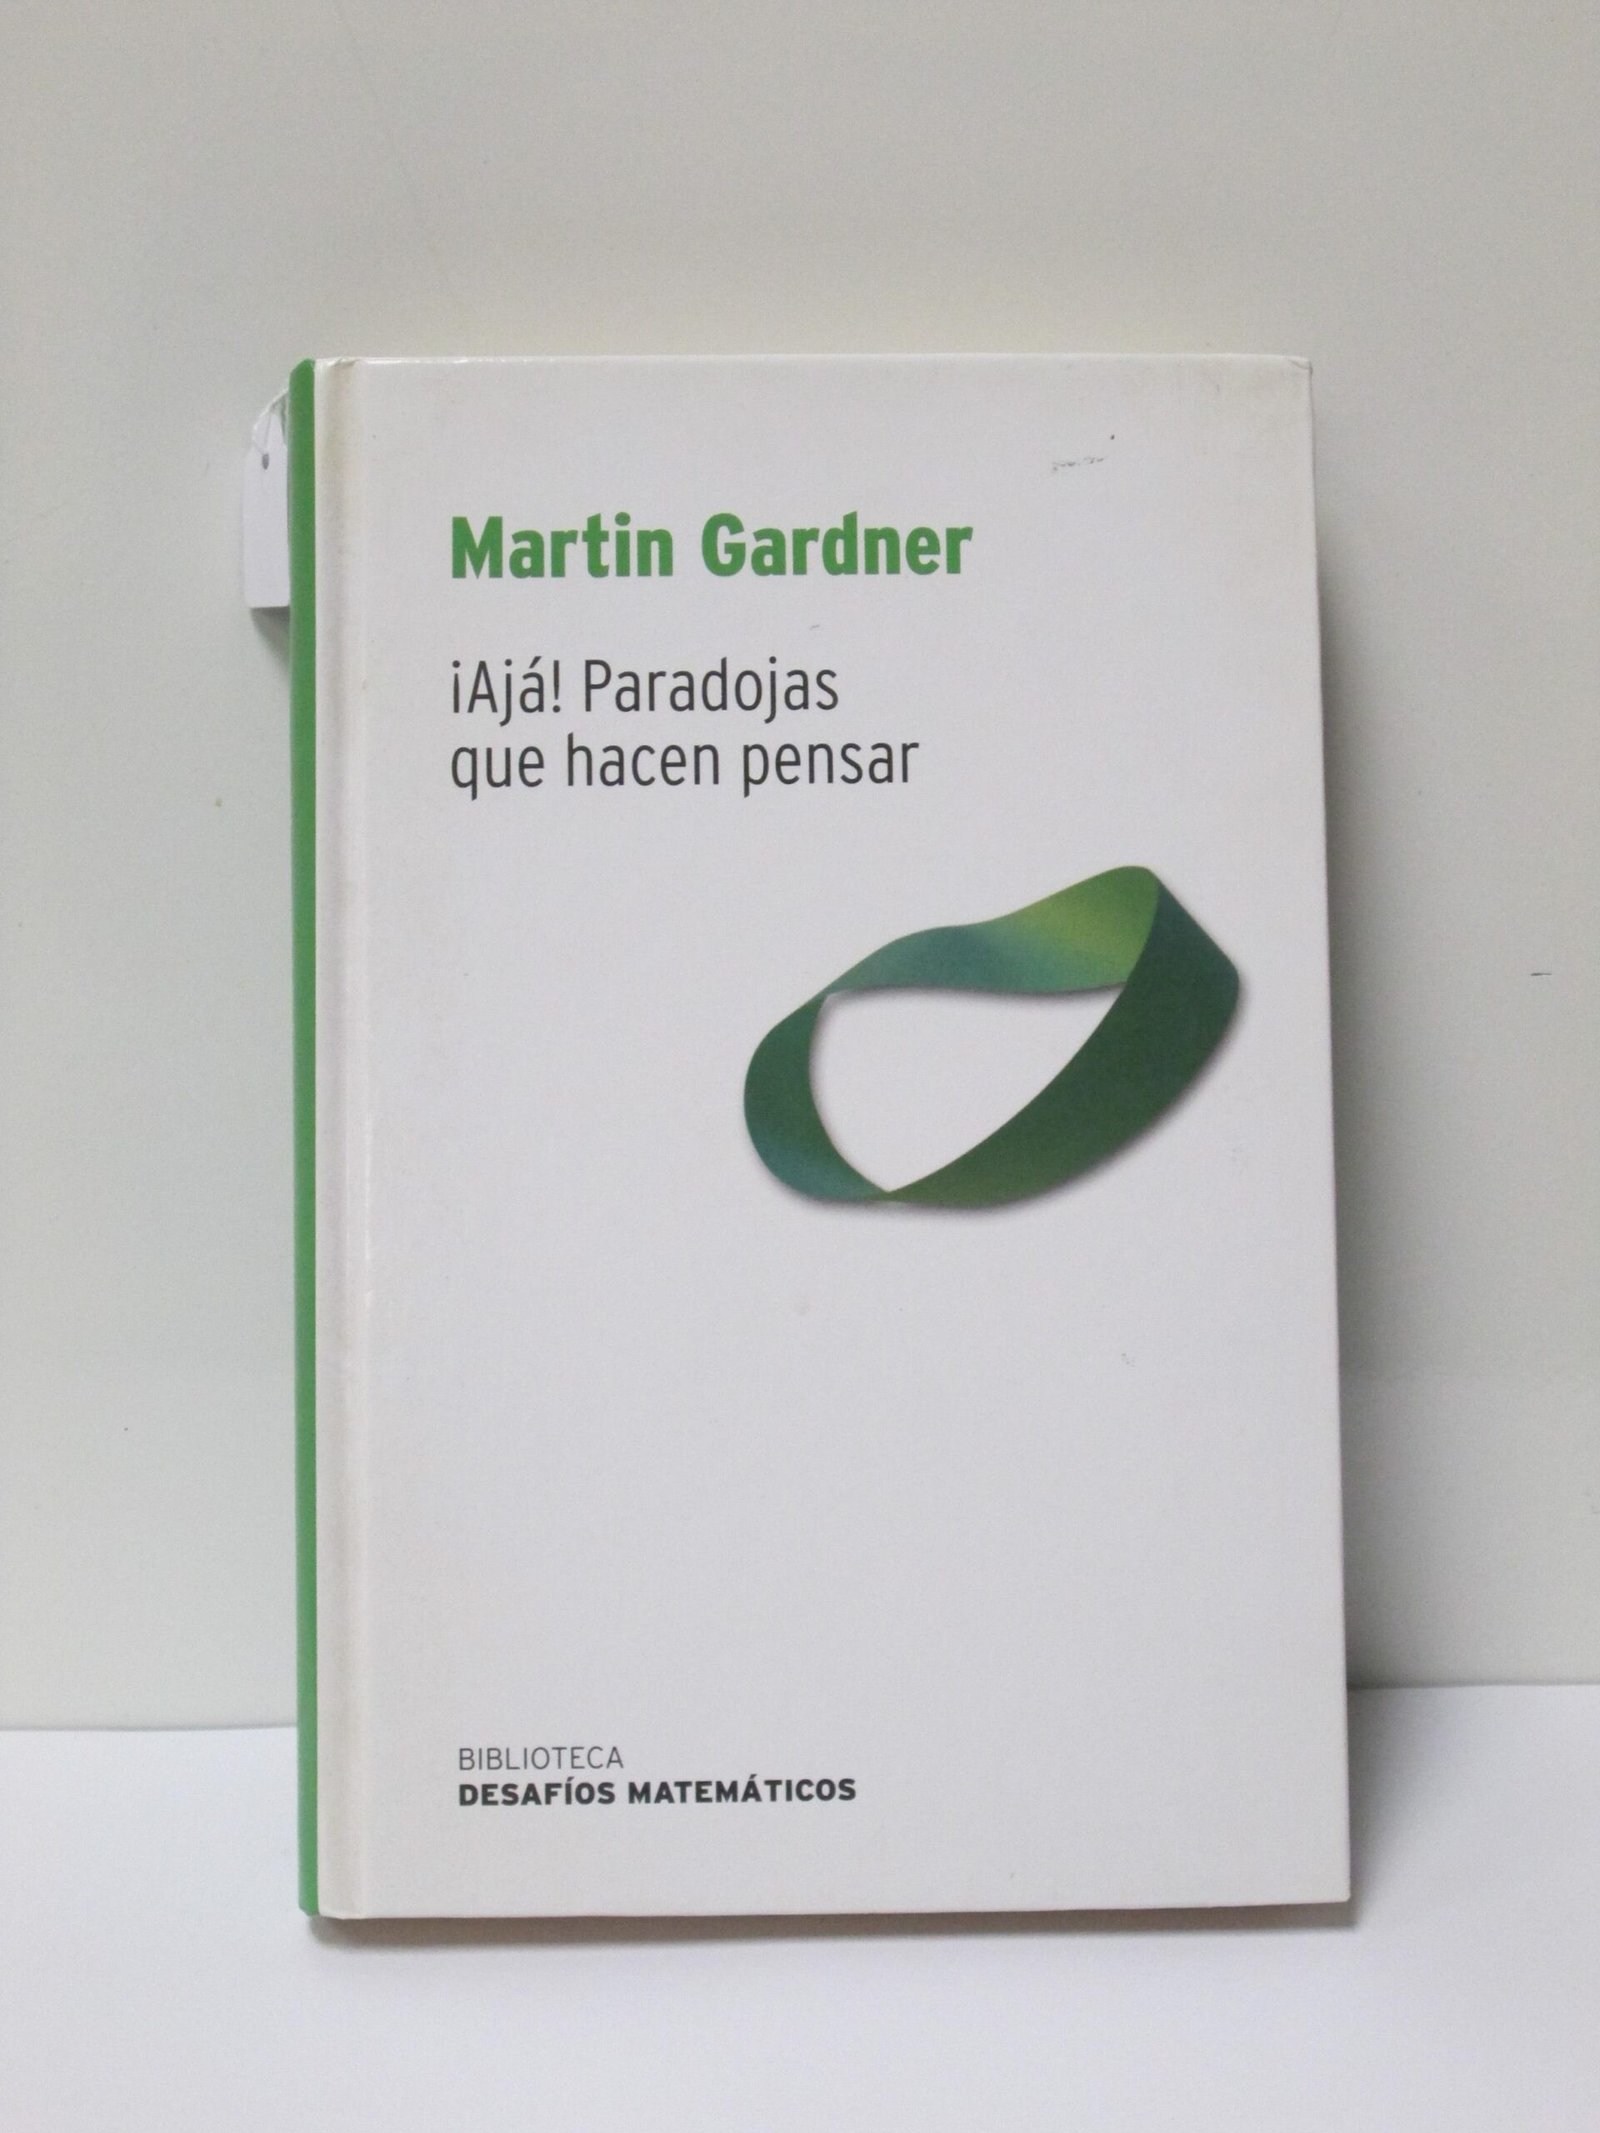 Martin Gardner
¡Ajá! Paradojas
que hacen pensar
BIBLIOTECA
DESAFÍOS MATEMÁTICOS